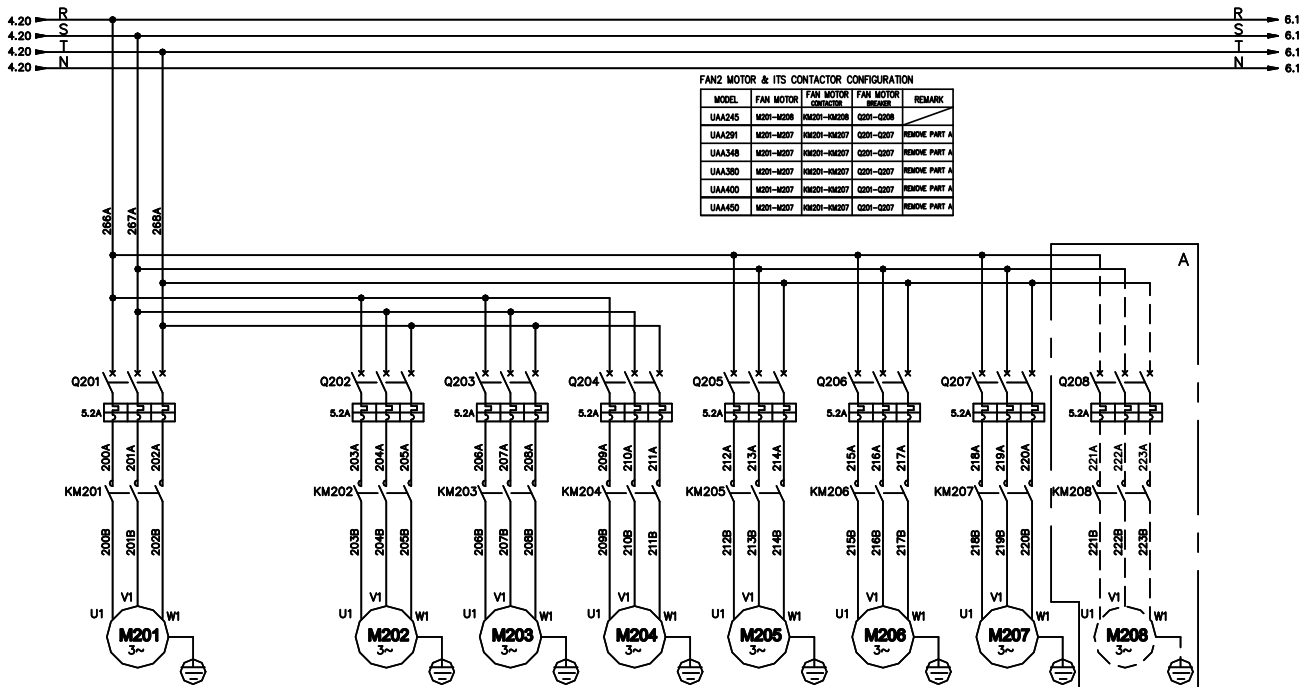 4.20 R R 6.1
4.20 S S 6.1
4.20 T T 6.1
4.20 N N 6.1
FAN2 MOTOR & ITS CONTACTOR CONFIGURATION
MODEL FAN MOTOR FAN MOTOR CONTACTOR FAN MOTOR BREAKER REMARK
UAA245 M201-M208 KM201-KM208 Q201-Q208
UAA291 M201-M207 KM201-KM207 Q201-Q207 REMOVE PART A
UAA348 M201-M207 KM201-KM207 Q201-Q207 REMOVE PART A
UAA380 M201-M207 KM201-KM207 Q201-Q207 REMOVE PART A
UAA400 M201-M207 KM201-KM207 Q201-Q207 REMOVE PART A
UAA450 M201-M207 KM201-KM207 Q201-Q207 REMOVE PART A
266A 267A 268A
A
Q201 Q202 Q203 Q204 Q205 Q206 Q207 Q208
5.2A 5.2A 5.2A 5.2A 5.2A 5.2A 5.2A 5.2A
200A 201A 202A 203A 204A 205A 206A 207A 208A 209A 210A 211A 212A 213A 214A 215A 216A 217A 218A 219A 220A 221A 222A 223A
KM201 KM202 KM203 KM204 KM205 KM206 KM207 KM208
200B 201B 202B 203B 204B 205B 206B 207B 208B 209B 210B 211B 212B 213B 214B 215B 216B 217B 218B 219B 220B 221B 222B 223B
V1 V1 V1 V1 V1 V1 V1 V1
U1 W1 U1 W1 U1 W1 U1 W1 U1 W1 U1 W1 U1 W1 U1 W1
M201 M202 M203 M204 M205 M206 M207 M208
3~ 3~ 3~ 3~ 3~ 3~ 3~ 3~